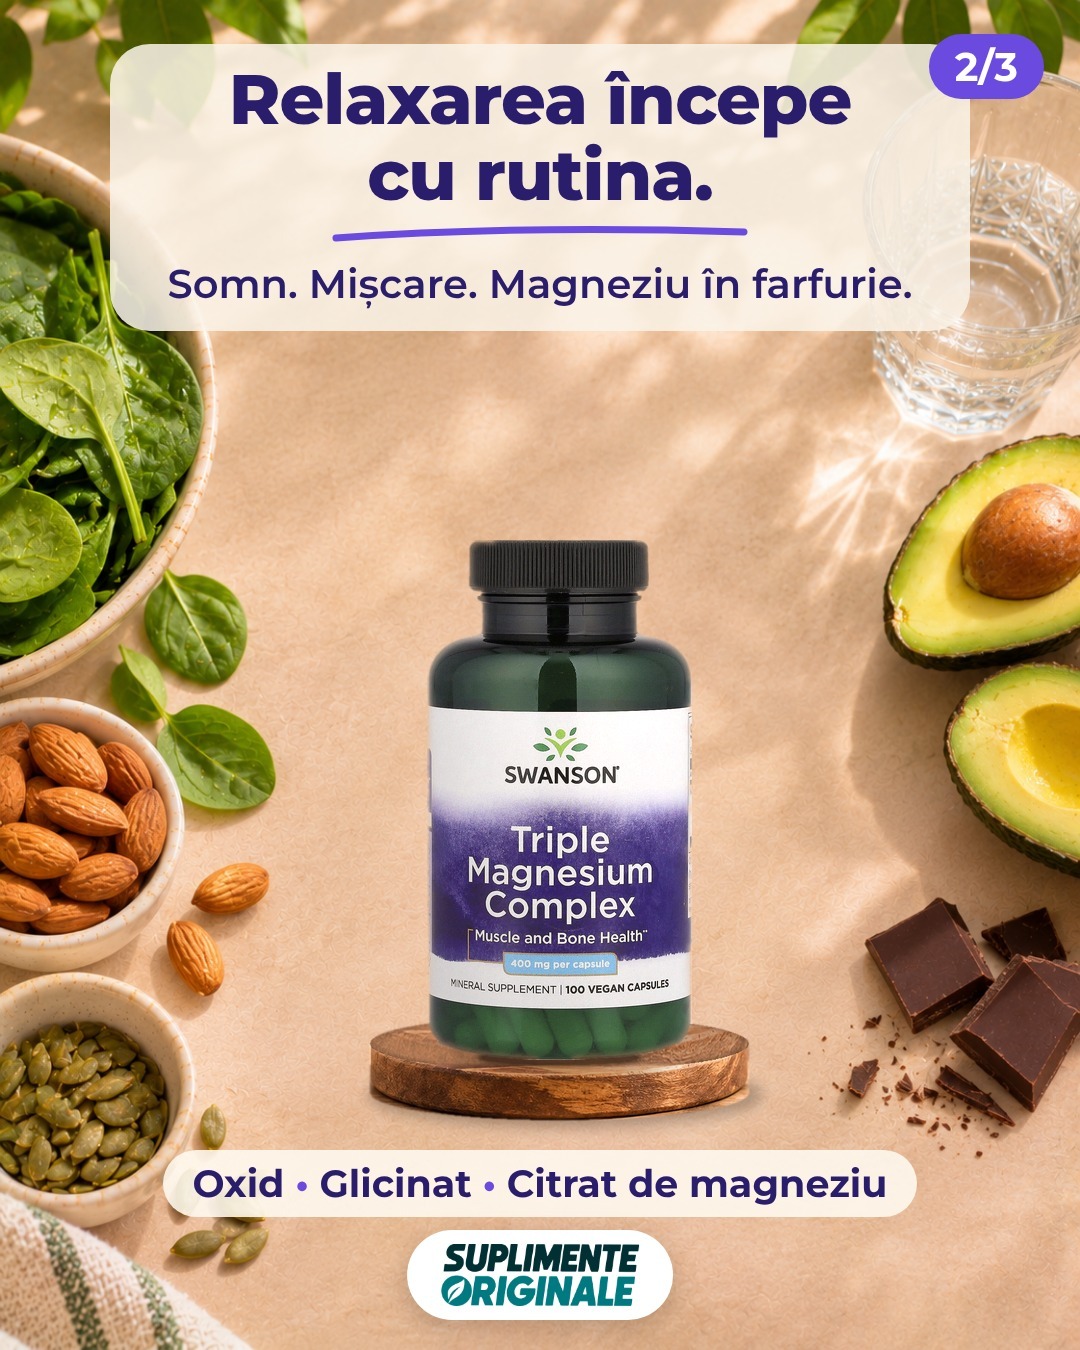 2/3
Relaxarea începe
cu rutina.
Somn. Mișcare. Magneziu în farfurie.
SWANSON
Triple
Magnesium
Complex
Muscle and Bone Health
400 mg per capsule
MINERAL SUPPLEMENT | 100 VEGAN CAPSULES
Oxid • Glicinat • Citrat de magneziu
SUPLIMENTE
ORIGINALE